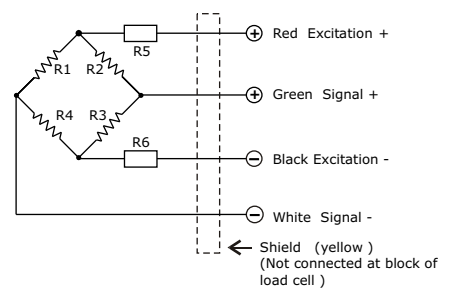 Red Excitation +
R5
R1
R2
Green Signal +
R4
R3
R6
Black Excitation -
White Signal -
Shield (yellow )
(Not connected at block of
load cell )